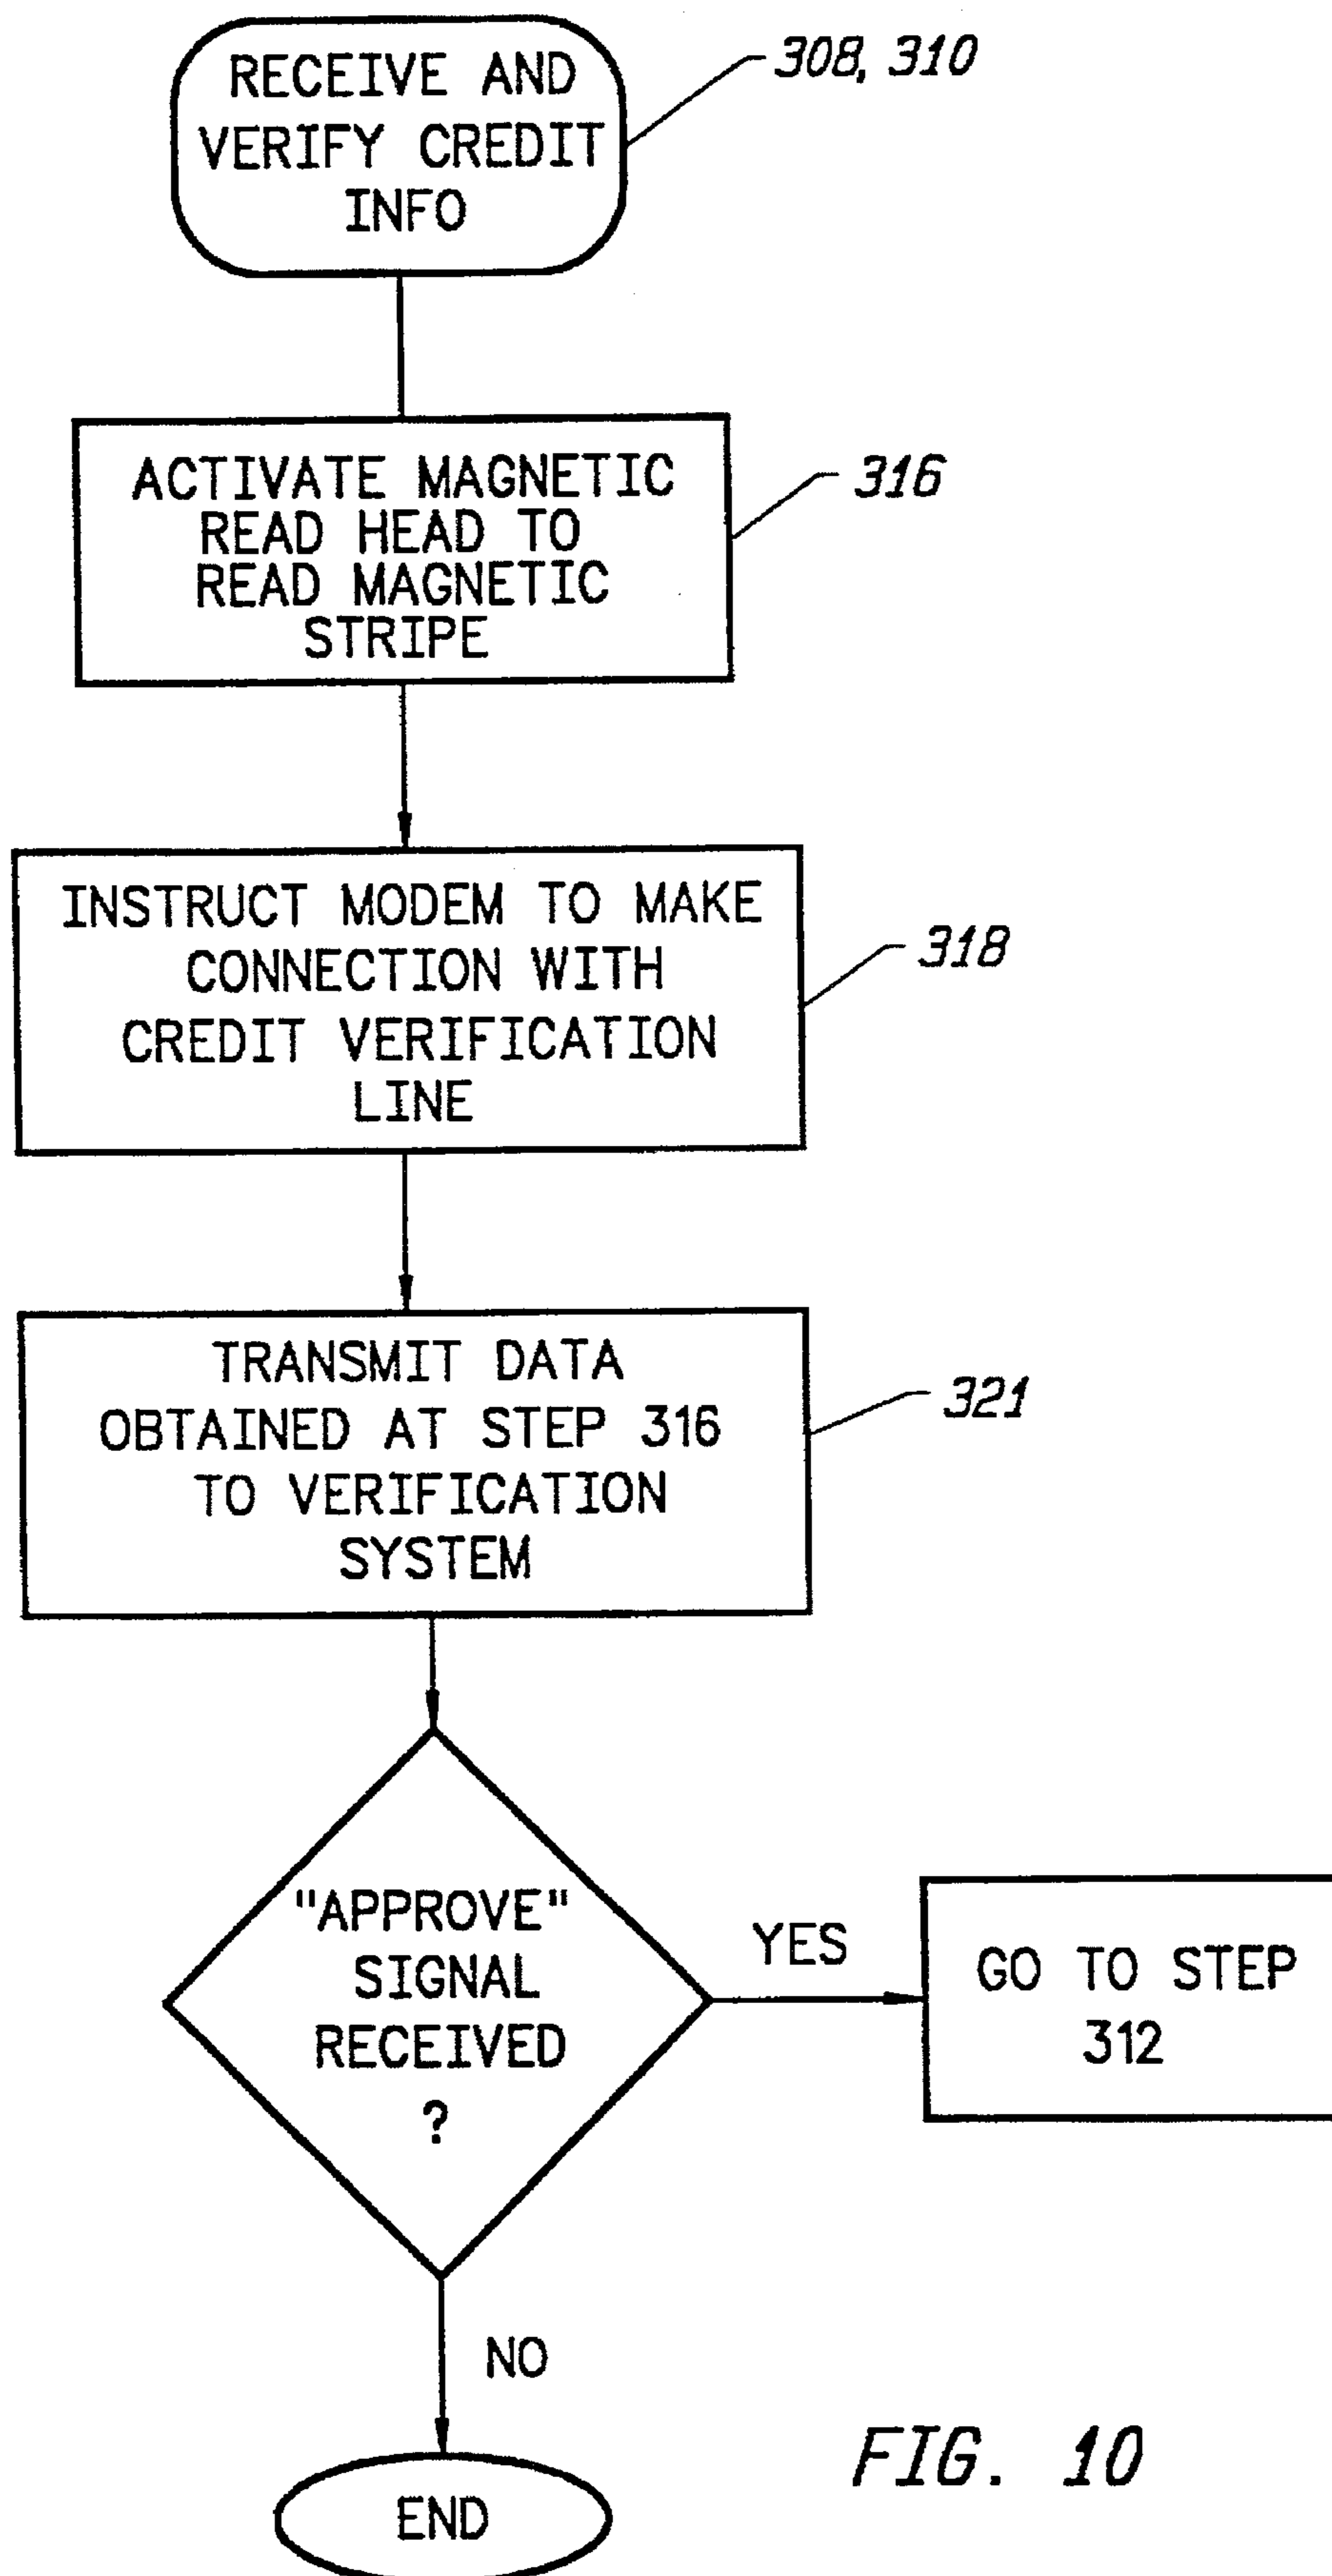 RECEIVE AND
VERIFY CREDIT
INFO
308, 310
ACTIVATE MAGNETIC
READ HEAD TO
READ MAGNETIC
STRIPE
316
INSTRUCT MODEM TO MAKE
CONNECTION WITH
CREDIT VERIFICATION
LINE
318
TRANSMIT DATA
OBTAINED AT STEP 316
TO VERIFICATION
SYSTEM
321
"APPROVE"
SIGNAL
RECEIVED
?
YES
GO TO STEP
312
NO
END
FIG. 10